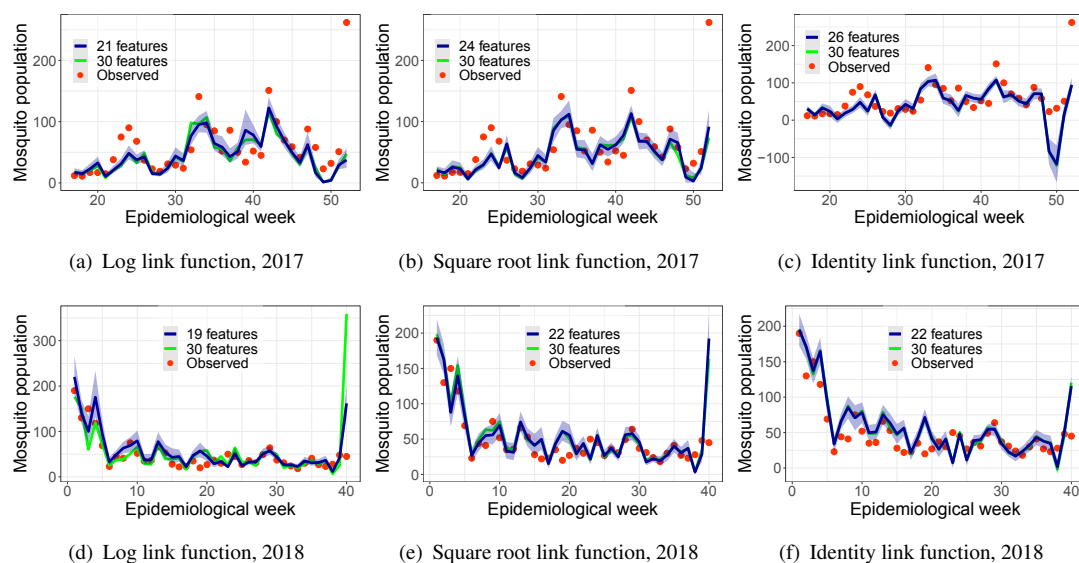 Mosquito population
200
100
0
21 features
30 features
Observed
20 30 40 50
Epidemiological week
(a) Log link function, 2017
Mosquito population
200
100
0
24 features
30 features
Observed
20 30 40 50
Epidemiological week
(b) Square root link function, 2017
Mosquito population
200
100
0
−100
26 features
30 features
Observed
20 30 40 50
Epidemiological week
(c) Identity link function, 2017
Mosquito population
300
200
100
0
19 features
30 features
Observed
0 10 20 30 40
Epidemiological week
(d) Log link function, 2018
Mosquito population
200
150
100
50
0
22 features
30 features
Observed
0 10 20 30 40
Epidemiological week
(e) Square root link function, 2018
Mosquito population
200
150
100
50
0
22 features
30 features
Observed
0 10 20 30 40
Epidemiological week
(f) Identity link function, 2018